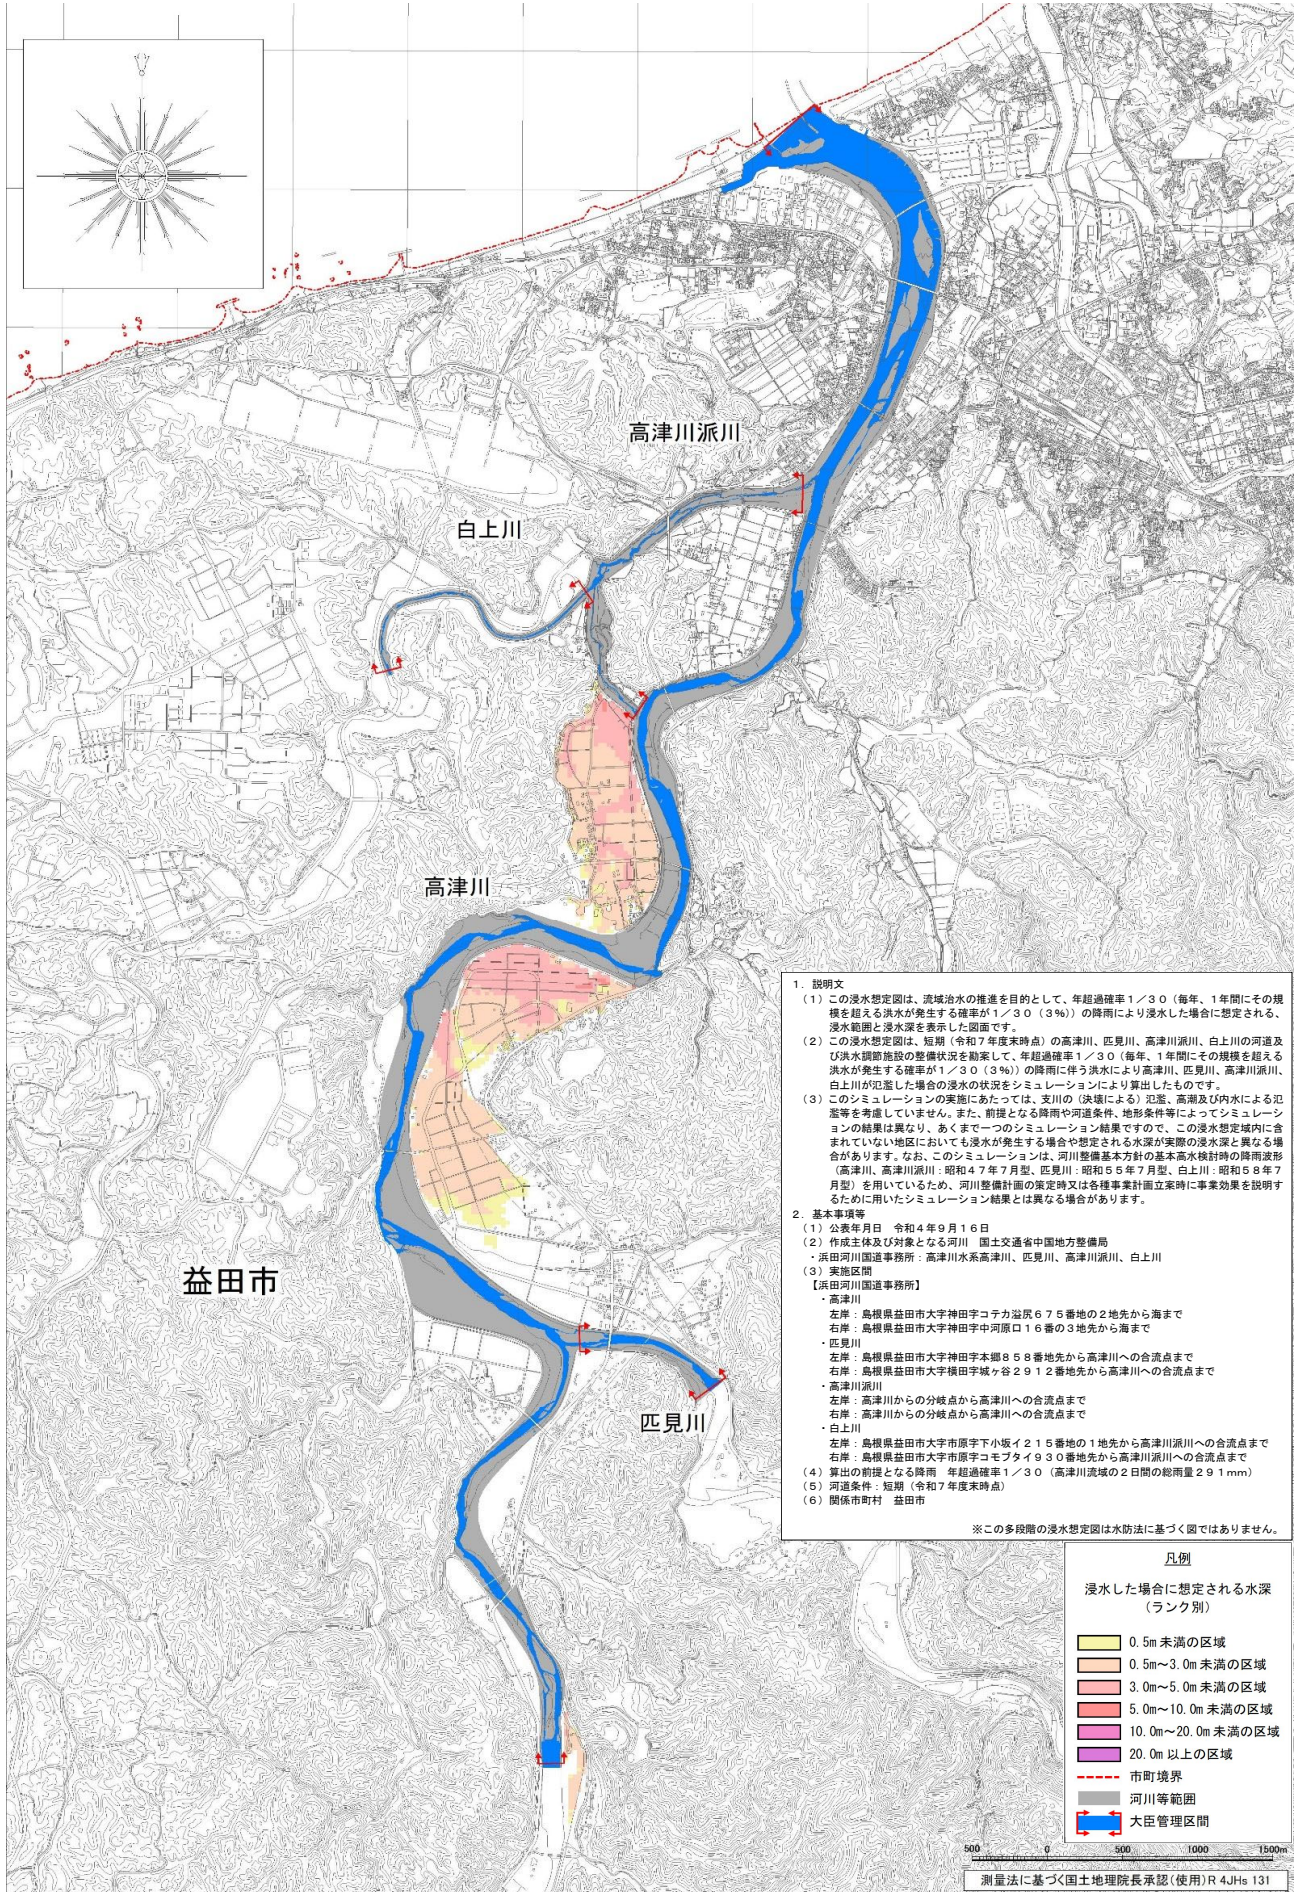 高津川派川
白上川
高津川
益田市
匹見川
1. 説明文
(1) この浸水想定図は、流域治水の推進を目的として、年超過確率1/30(毎年、1年間にその規
模を超える洪水が発生する確率が1/30(3%))の降雨により浸水した場合に想定される、
浸水範囲と浸水深を表示した図面です。
(2) この浸水想定図は、短期(令和7年度末時点)の高津川、匹見川、高津川派川、白上川の河道及
び洪水調節施設の整備状況を勘案して、年超過確率1/30(毎年、1年間にその規模を超える
洪水が発生する確率が1/30(3%))の降雨に伴う洪水により高津川、匹見川、高津川派川、
白上川が氾濫した場合の浸水の状況をシミュレーションにより算出したものです。
(3) このシミュレーションの実施にあたっては、支川の(決壊による)氾濫、高潮及び内水による氾
濫等を考慮していません。また、前提となる降雨や河道条件、地形条件等によってシミュレーシ
ョンの結果は異なり、あくまで一つのシミュレーション結果ですので、この浸水想定域内に含
まれていない地区においても浸水が発生する場合や想定される水深が実際の浸水深と異なる場
合があります。なお、このシミュレーションは、河川整備基本方針の基本高水検討時の降雨波形
(高津川、高津川派川:昭和47年7月型、匹見川:昭和55年7月型、白上川:昭和58年7
月型)を用いているため、河川整備計画の策定時又は各種事業計画立案時に事業効果を説明す
るために用いたシミュレーション結果とは異なる場合があります。
2. 基本事項等
(1) 公表年月日 令和4年9月16日
(2) 作成主体及び対象となる河川 国土交通省中国地方整備局
・浜田河川国道事務所:高津川水系高津川、匹見川、高津川派川、白上川
(3) 実施区間
【浜田河川国道事務所】
・高津川
左岸:島根県益田市大字神田字コテカ溢尻675番地の2地先から海まで
右岸:島根県益田市大字神田字中河原口16番の3地先から海まで
・匹見川
左岸:島根県益田市大字神田字本郷858番地先から高津川への合流点まで
右岸:島根県益田市大字横田字城ヶ谷2912番地先から高津川への合流点まで
・高津川派川
左岸:高津川からの分岐点から高津川への合流点まで
右岸:高津川からの分岐点から高津川への合流点まで
・白上川
左岸:島根県益田市大字市原字下小坂イ215番地の1地先から高津川派川への合流点まで
右岸:島根県益田市大字市原字コモブタイ930番地先から高津川派川への合流点まで
(4) 算出の前提となる降雨 年超過確率1/30(高津川流域の2日間の総雨量291mm)
(5) 河道条件:短期(令和7年度末時点)
(6) 関係市町村 益田市
※この多段階の浸水想定図は水防法に基づく図ではありません。
凡例
浸水した場合に想定される水深
(ランク別)
0.5m未満の区域
0.5m~3.0m未満の区域
3.0m~5.0m未満の区域
5.0m~10.0m未満の区域
10.0m~20.0m未満の区域
20.0m以上の区域
市町境界
河川等範囲
大臣管理区間
500 0 500 1000 1500m
測量法に基づく国土地理院長承認(使用)R 4JHs 131